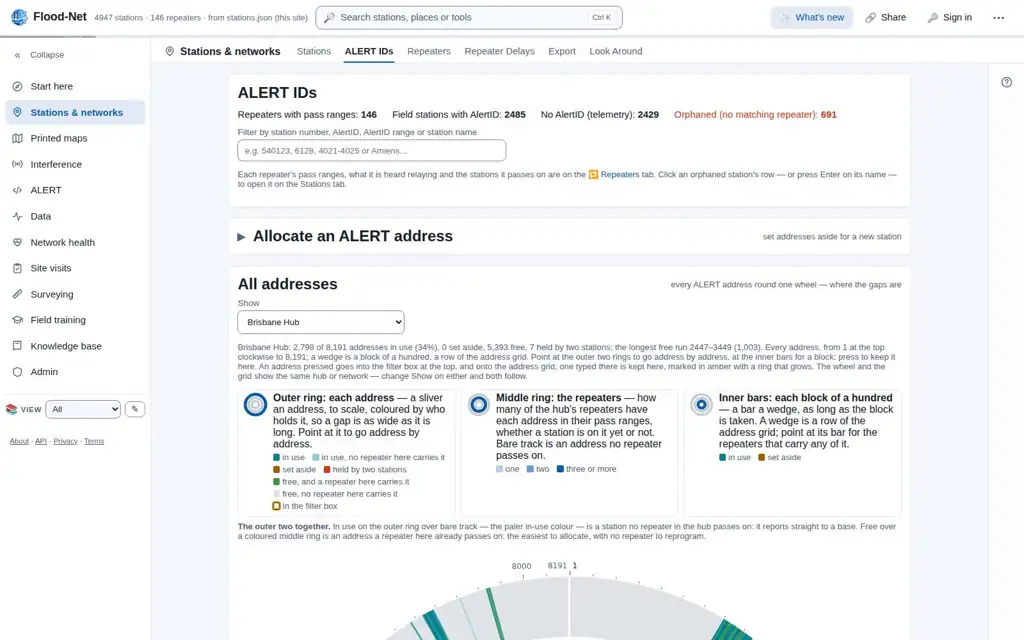 Flood-Net
4947 stations · 146 repeaters · from stations.json (this site)
Search stations, places or tools
Ctrl K
What's new
Share
Sign in
Collapse
Start here
Stations & networks
Printed maps
Interference
ALERT
Data
Network health
Site visits
Surveying
Field training
Knowledge base
Admin
VIEW
All
About · API · Privacy · Terms
Stations & networks
Stations
ALERT IDs
Repeaters
Repeater Delays
Export
Look Around
ALERT IDs
Repeaters with pass ranges: 146
Field stations with AlertID: 2485
No AlertID (telemetry): 2429
Orphaned (no matching repeater): 691
Filter by station number, AlertID, AlertID range or station name
e.g. 540123, 6128, 4021-4025 or Amiens...
Each repeater's pass ranges, what it is heard relaying and the stations it passes on are on the Repeaters tab. Click an orphaned station's row — or press Enter on its name —
to open it on the Stations tab.
Allocate an ALERT address
set addresses aside for a new station
All addresses
every ALERT address round one wheel — where the gaps are
Show
Brisbane Hub
Brisbane Hub: 2,798 of 8,191 addresses in use (34%), 0 set aside, 5,393 free, 7 held by two stations; the longest free run 2447–3449 (1,003). Every address, from 1 at the top
clockwise to 8,191; a wedge is a block of a hundred, a row of the address grid. Point at the outer two rings to go address by address, at the inner bars for a block; press to keep it
here. An address pressed goes into the filter box at the top, and onto the address grid; one typed there is kept here, marked in amber with a ring that glows. The wheel and the
grid show the same hub or network — change Show on either and both follow.
Outer ring: each address — a sliver
an address, to scale, coloured by who
holds it, so a gap is as wide as it is
long. Point at it to go address by
address.
in use
in use, no repeater here carries it
set aside
held by two stations
free, and a repeater here carries it
free, no repeater here carries it
in the filter box
Middle ring: the repeaters — how
many of the hub's repeaters have
each address in their pass ranges,
whether a station is on it yet or not.
Bare track is an address no repeater
passes on.
one
two
three or more
Inner bars: each block of a hundred
— a bar a wedge, as long as the block
is taken. A wedge is a row of the
address grid; point at its bar for the
repeaters that carry any of it.
in use
set aside
The outer two together. In use on the outer ring over bare track — the paler in-use colour — is a station no repeater in the hub passes on: it reports straight to a base. Free over
a coloured middle ring is an address a repeater here already passes on: the easiest to allocate, with no repeater to reprogram.
8000
8191
1